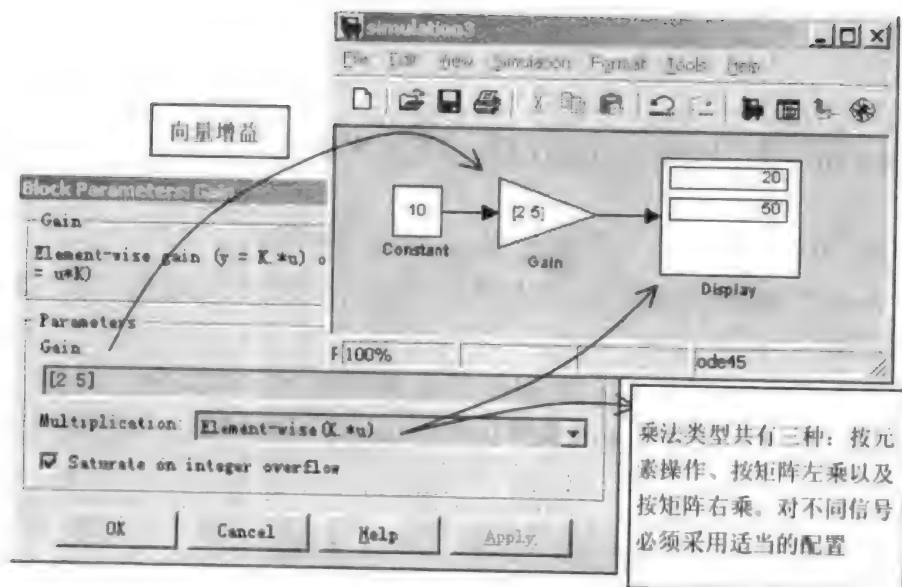 simulation3
File Edit View Simulation Format Tools Help
向量增益
Block Parameters: Gain
Gain
Element-wise gain (y = K.*u) o
= u*K)
Parameters
Gain
[2 5]
Multiplication: Element-wise(K.*u)
Saturate on integer overflow
OK Cancel Help Apply
10
Constant
[2 5]
Gain
20
50
Display
F 100%
ode45
乘法类型共有三种：按元
素操作、按矩阵左乘以及
按矩阵右乘。对不同信号
必须采用适当的配置